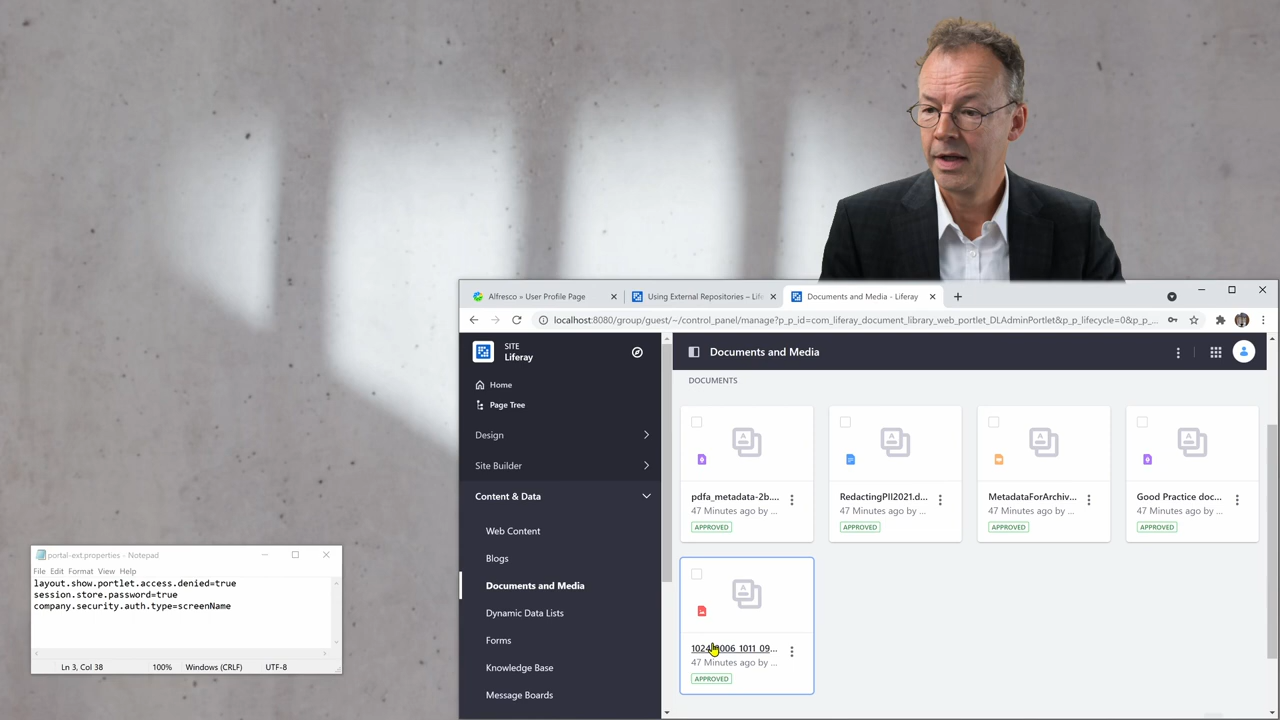 Alfresco » User Profile Page
Using External Repositories – Life
Documents and Media - Liferay
localhost:8080/group/guest/~/control_panel/manage?p_p_id=com_liferay_document_library_web_portlet_DLAdminPortlet&p_p_lifecycle=0&p_p_...
SITE
Liferay
Documents and Media
Home
Page Tree
Design
Site Builder
Content & Data
Web Content
Blogs
Documents and Media
Dynamic Data Lists
Forms
Knowledge Base
Message Boards
DOCUMENTS
pdfa_metadata-2b....
47 Minutes ago by ...
APPROVED
RedactingPII2021.d...
47 Minutes ago by ...
APPROVED
MetadataForArchiv...
47 Minutes ago by ...
APPROVED
Good Practice doc...
47 Minutes ago by ...
APPROVED
47 Minutes ago by ...
APPROVED
portal-ext.properties - Notepad
File Edit Format View Help
layout.show.portlet.access.denied=true
session.store.password=true
company.security.auth.type=screenName
Ln 3, Col 38 100% Windows (CRLF) UTF-8